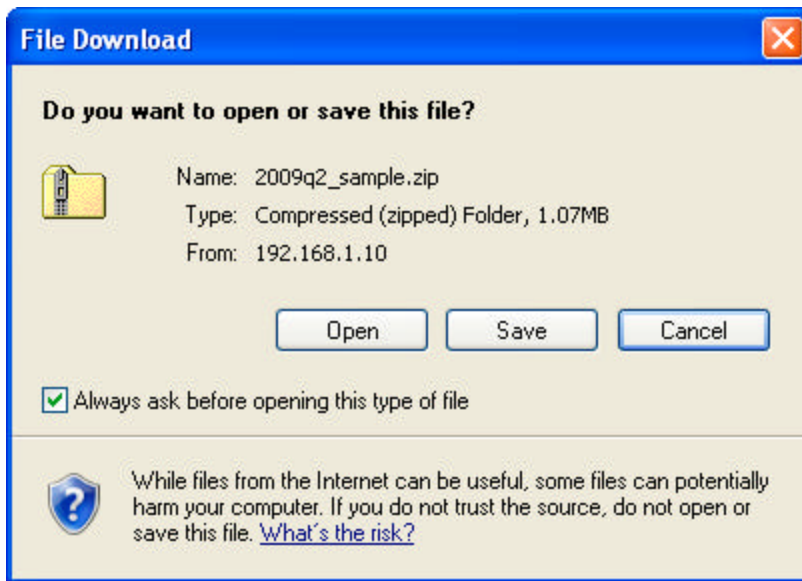 File Download
Do you want to open or save this file?
Name: 2009q2_sample.zip
Type: Compressed (zipped) Folder, 1.07MB
From: 192.168.1.10
Open Save Cancel
Always ask before opening this type of file
While files from the Internet can be useful, some files can potentially
harm your computer. If you do not trust the source, do not open or
save this file. What's the risk?